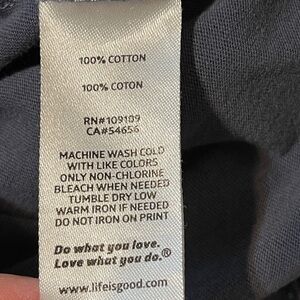 100% COTTON
100% COTON
RN#109109
CA#54656
MACHINE WASH COLD
WITH LIKE COLORS
ONLY NON-CHLORINE
BLEACH WHEN NEEDED
TUMBLE DRY LOW
WARM IRON IF NEEDED
DO NOT IRON ON PRINT
Do what you love.
Love what you do.®
www.lifeisgood.com